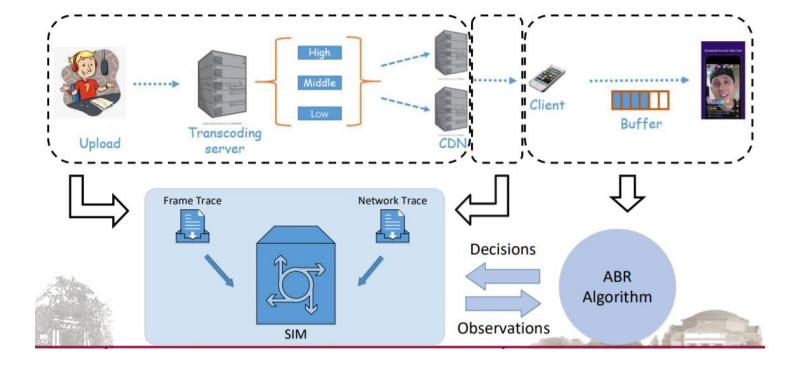 High
Middle
Low
Upload
Transcoding
server
CDN
Client
Buffer
Frame Trace
Network Trace
SIM
Decisions
Observations
ABR
Algorithm